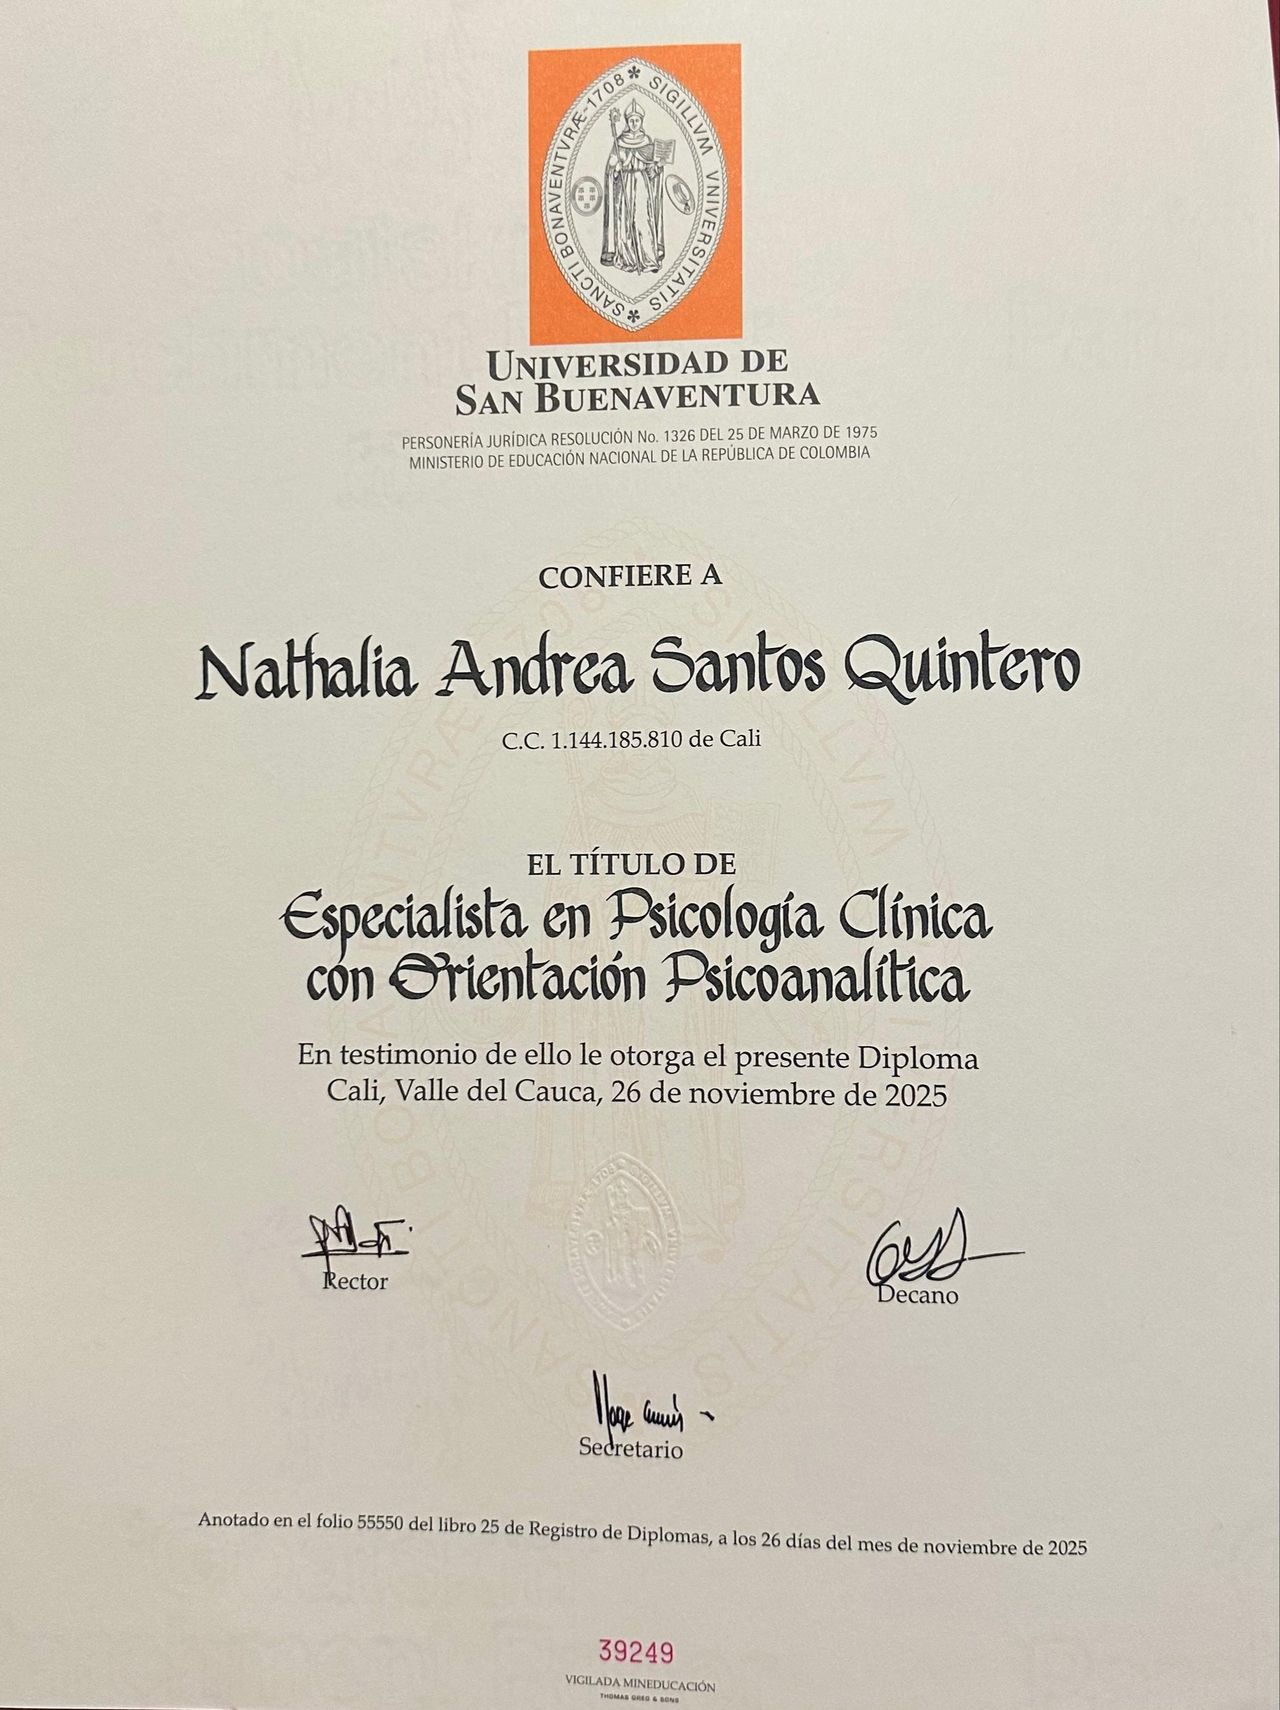 SIGILLVM VNIVERSITATIS SANCTI BONAVENTVRÆ-1708
UNIVERSIDAD DE
SAN BUENAVENTURA
PERSONERÍA JURÍDICA RESOLUCIÓN No. 1326 DEL 25 DE MARZO DE 1975
MINISTERIO DE EDUCACIÓN NACIONAL DE LA REPÚBLICA DE COLOMBIA
CONFIERE A
Nathalia Andrea Santos Quintero
C.C. 1.144.185.810 de Cali
EL TÍTULO DE
Especialista en Psicología Clínica
con Orientación Psicoanalítica
En testimonio de ello le otorga el presente Diploma
Cali, Valle del Cauca, 26 de noviembre de 2025
Rector
Decano
Secretario
Anotado en el folio 55550 del libro 25 de Registro de Diplomas, a los 26 días del mes de noviembre de 2025
39249
VIGILADA MINEDUCACIÓN
THOMAS GREG & SONS